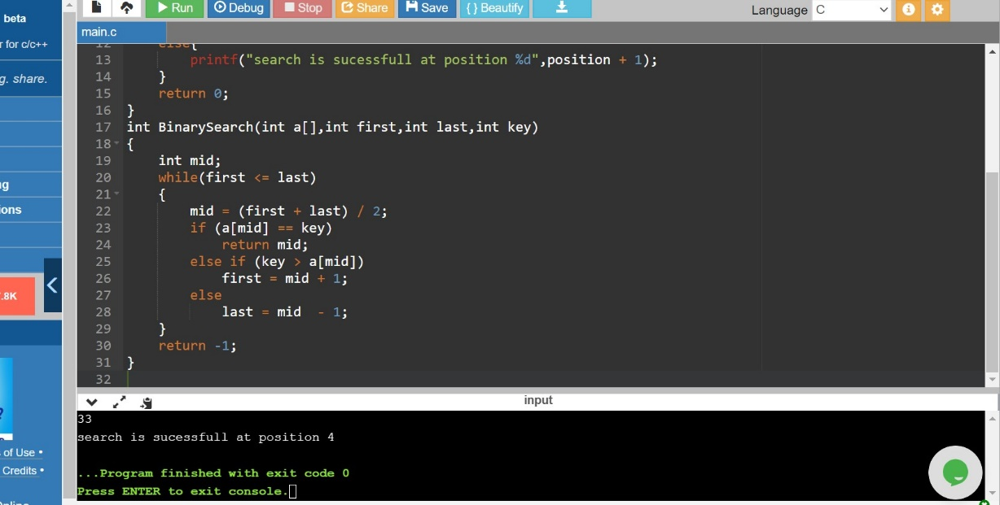 beta
r for c/c++
g. share.
ions
.8K
of Use •
Credits •
Run Debug Stop Share Save {} Beautify
Language C
main.c
12 else{
13 printf("search is sucessfull at position %d",position + 1);
14 }
15 return 0;
16 }
17 int BinarySearch(int a[],int first,int last,int key)
18 {
19 int mid;
20 while(first <= last)
21 {
22 mid = (first + last) / 2;
23 if (a[mid] == key)
24 return mid;
25 else if (key > a[mid])
26 first = mid + 1;
27 else
28 last = mid  - 1;
29 }
30 return -1;
31 }
32
input
33
search is sucessfull at position 4
...Program finished with exit code 0
Press ENTER to exit console.